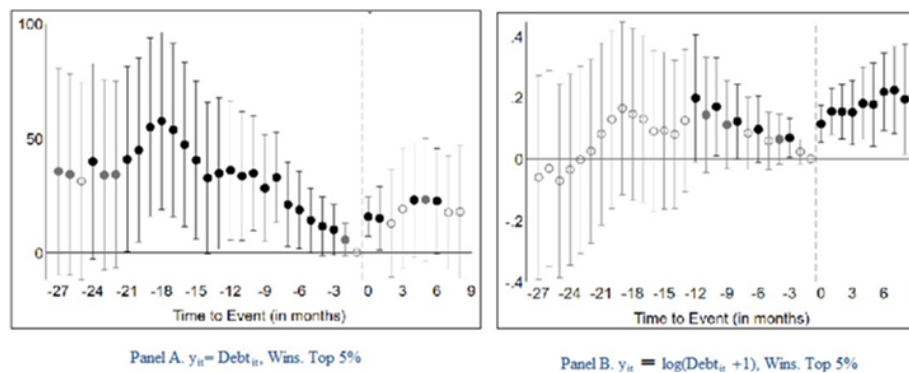 100
50
0
-27 -24 -21 -18 -15 -12 -9 -6 -3 0 3 6 9
Time to Event (in months)
Panel A. yit= Debtit, Wins. Top 5%
.4
.2
0
-.2
-.4
-27 -24 -21 -18 -15 -12 -9 -6 -3 0 3 6
Time to Event (in months)
Panel B. yit = log(Debtit +1), Wins. Top 5%